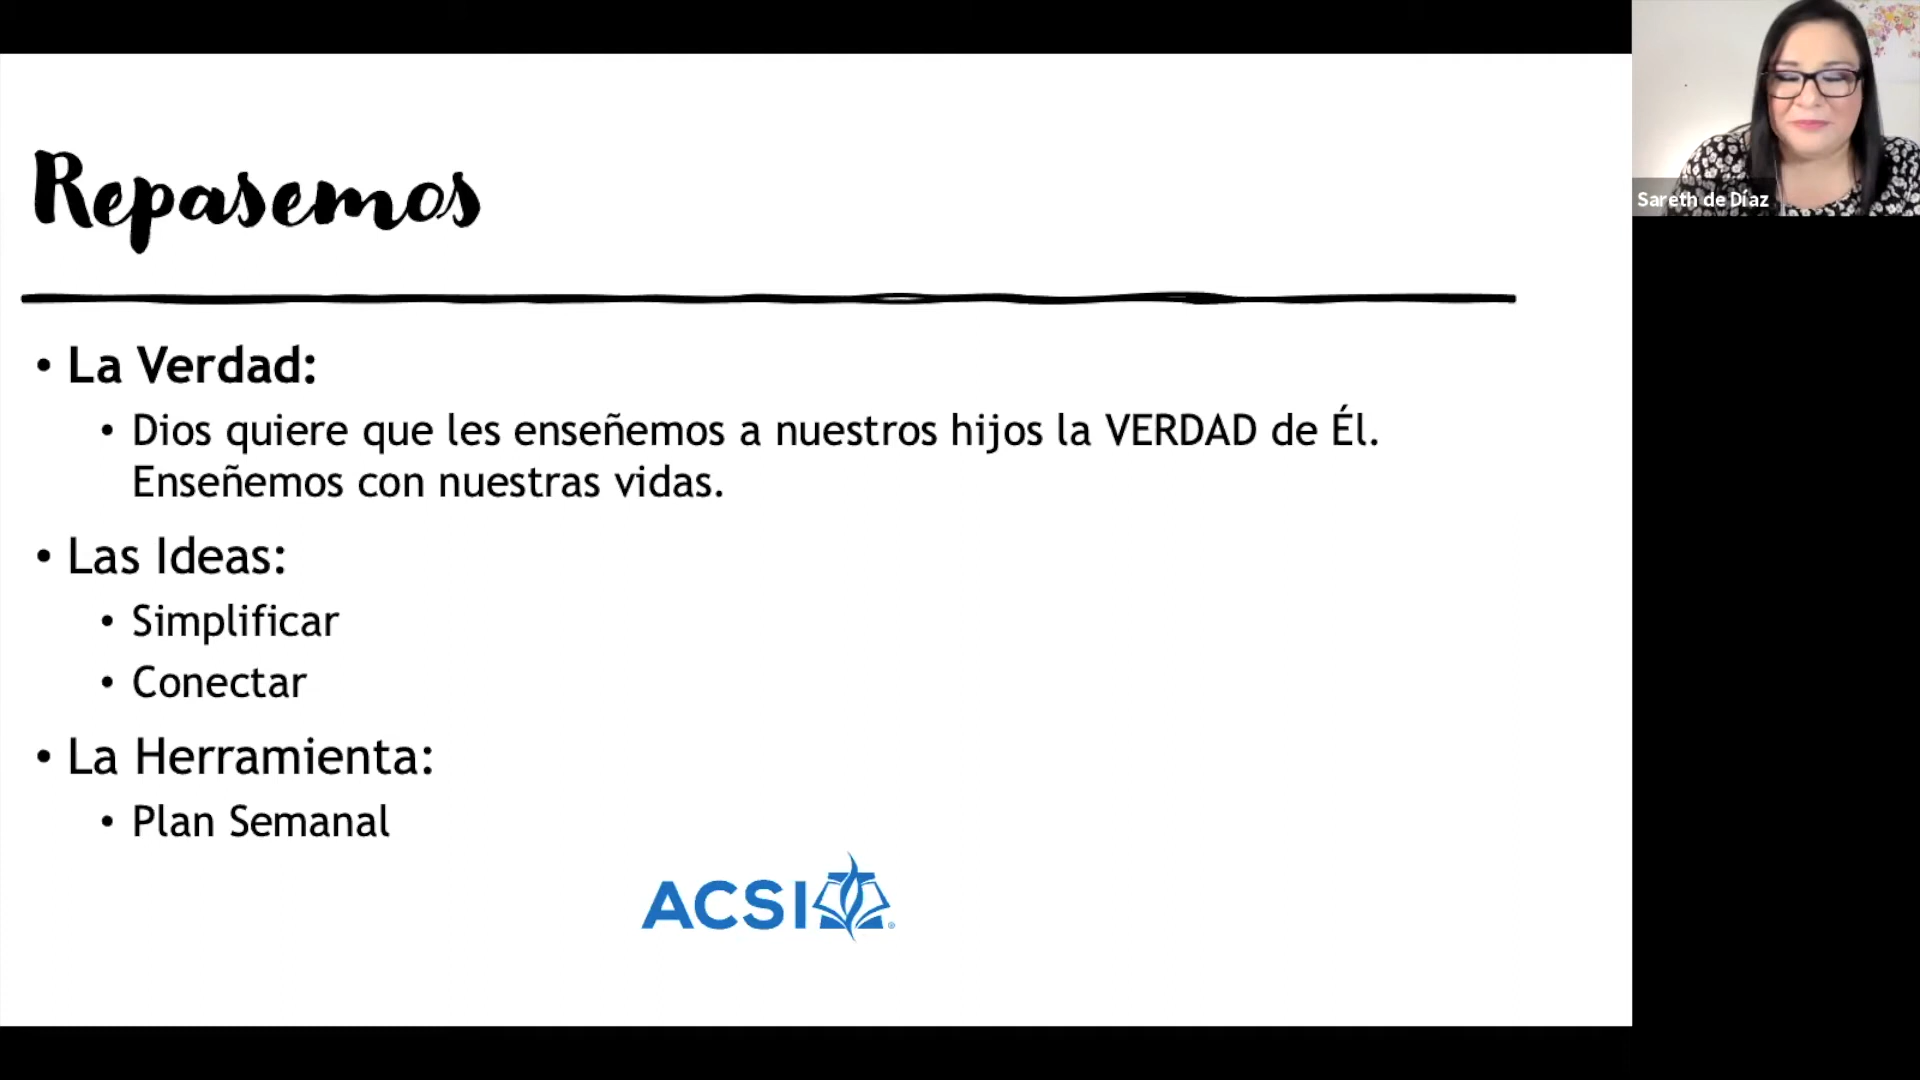 Repasemos
• La Verdad:
• Dios quiere que les enseñemos a nuestros hijos la VERDAD de Él.
Enseñemos con nuestras vidas.
• Las Ideas:
• Simplificar
• Conectar
• La Herramienta:
• Plan Semanal
ACSI®
Sareth de Díaz